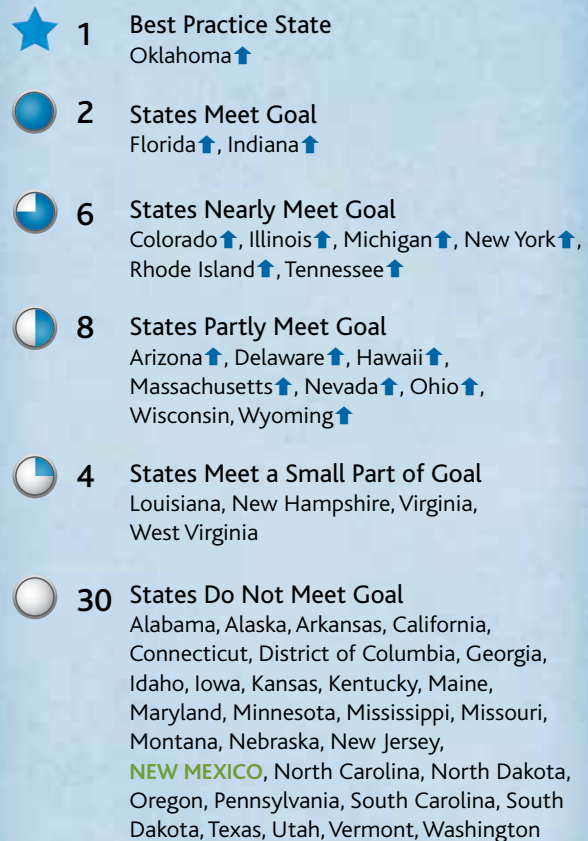 1 Best Practice State
Oklahoma⬆
2 States Meet Goal
Florida⬆, Indiana⬆
6 States Nearly Meet Goal
Colorado⬆, Illinois⬆, Michigan⬆, New York⬆,
Rhode Island⬆, Tennessee⬆
8 States Partly Meet Goal
Arizona⬆, Delaware⬆, Hawaii⬆,
Massachusetts⬆, Nevada⬆, Ohio⬆,
Wisconsin, Wyoming⬆
4 States Meet a Small Part of Goal
Louisiana, New Hampshire, Virginia,
West Virginia
30 States Do Not Meet Goal
Alabama, Alaska, Arkansas, California,
Connecticut, District of Columbia, Georgia,
Idaho, Iowa, Kansas, Kentucky, Maine,
Maryland, Minnesota, Mississippi, Missouri,
Montana, Nebraska, New Jersey,
NEW MEXICO, North Carolina, North Dakota,
Oregon, Pennsylvania, South Carolina, South
Dakota, Texas, Utah, Vermont, Washington